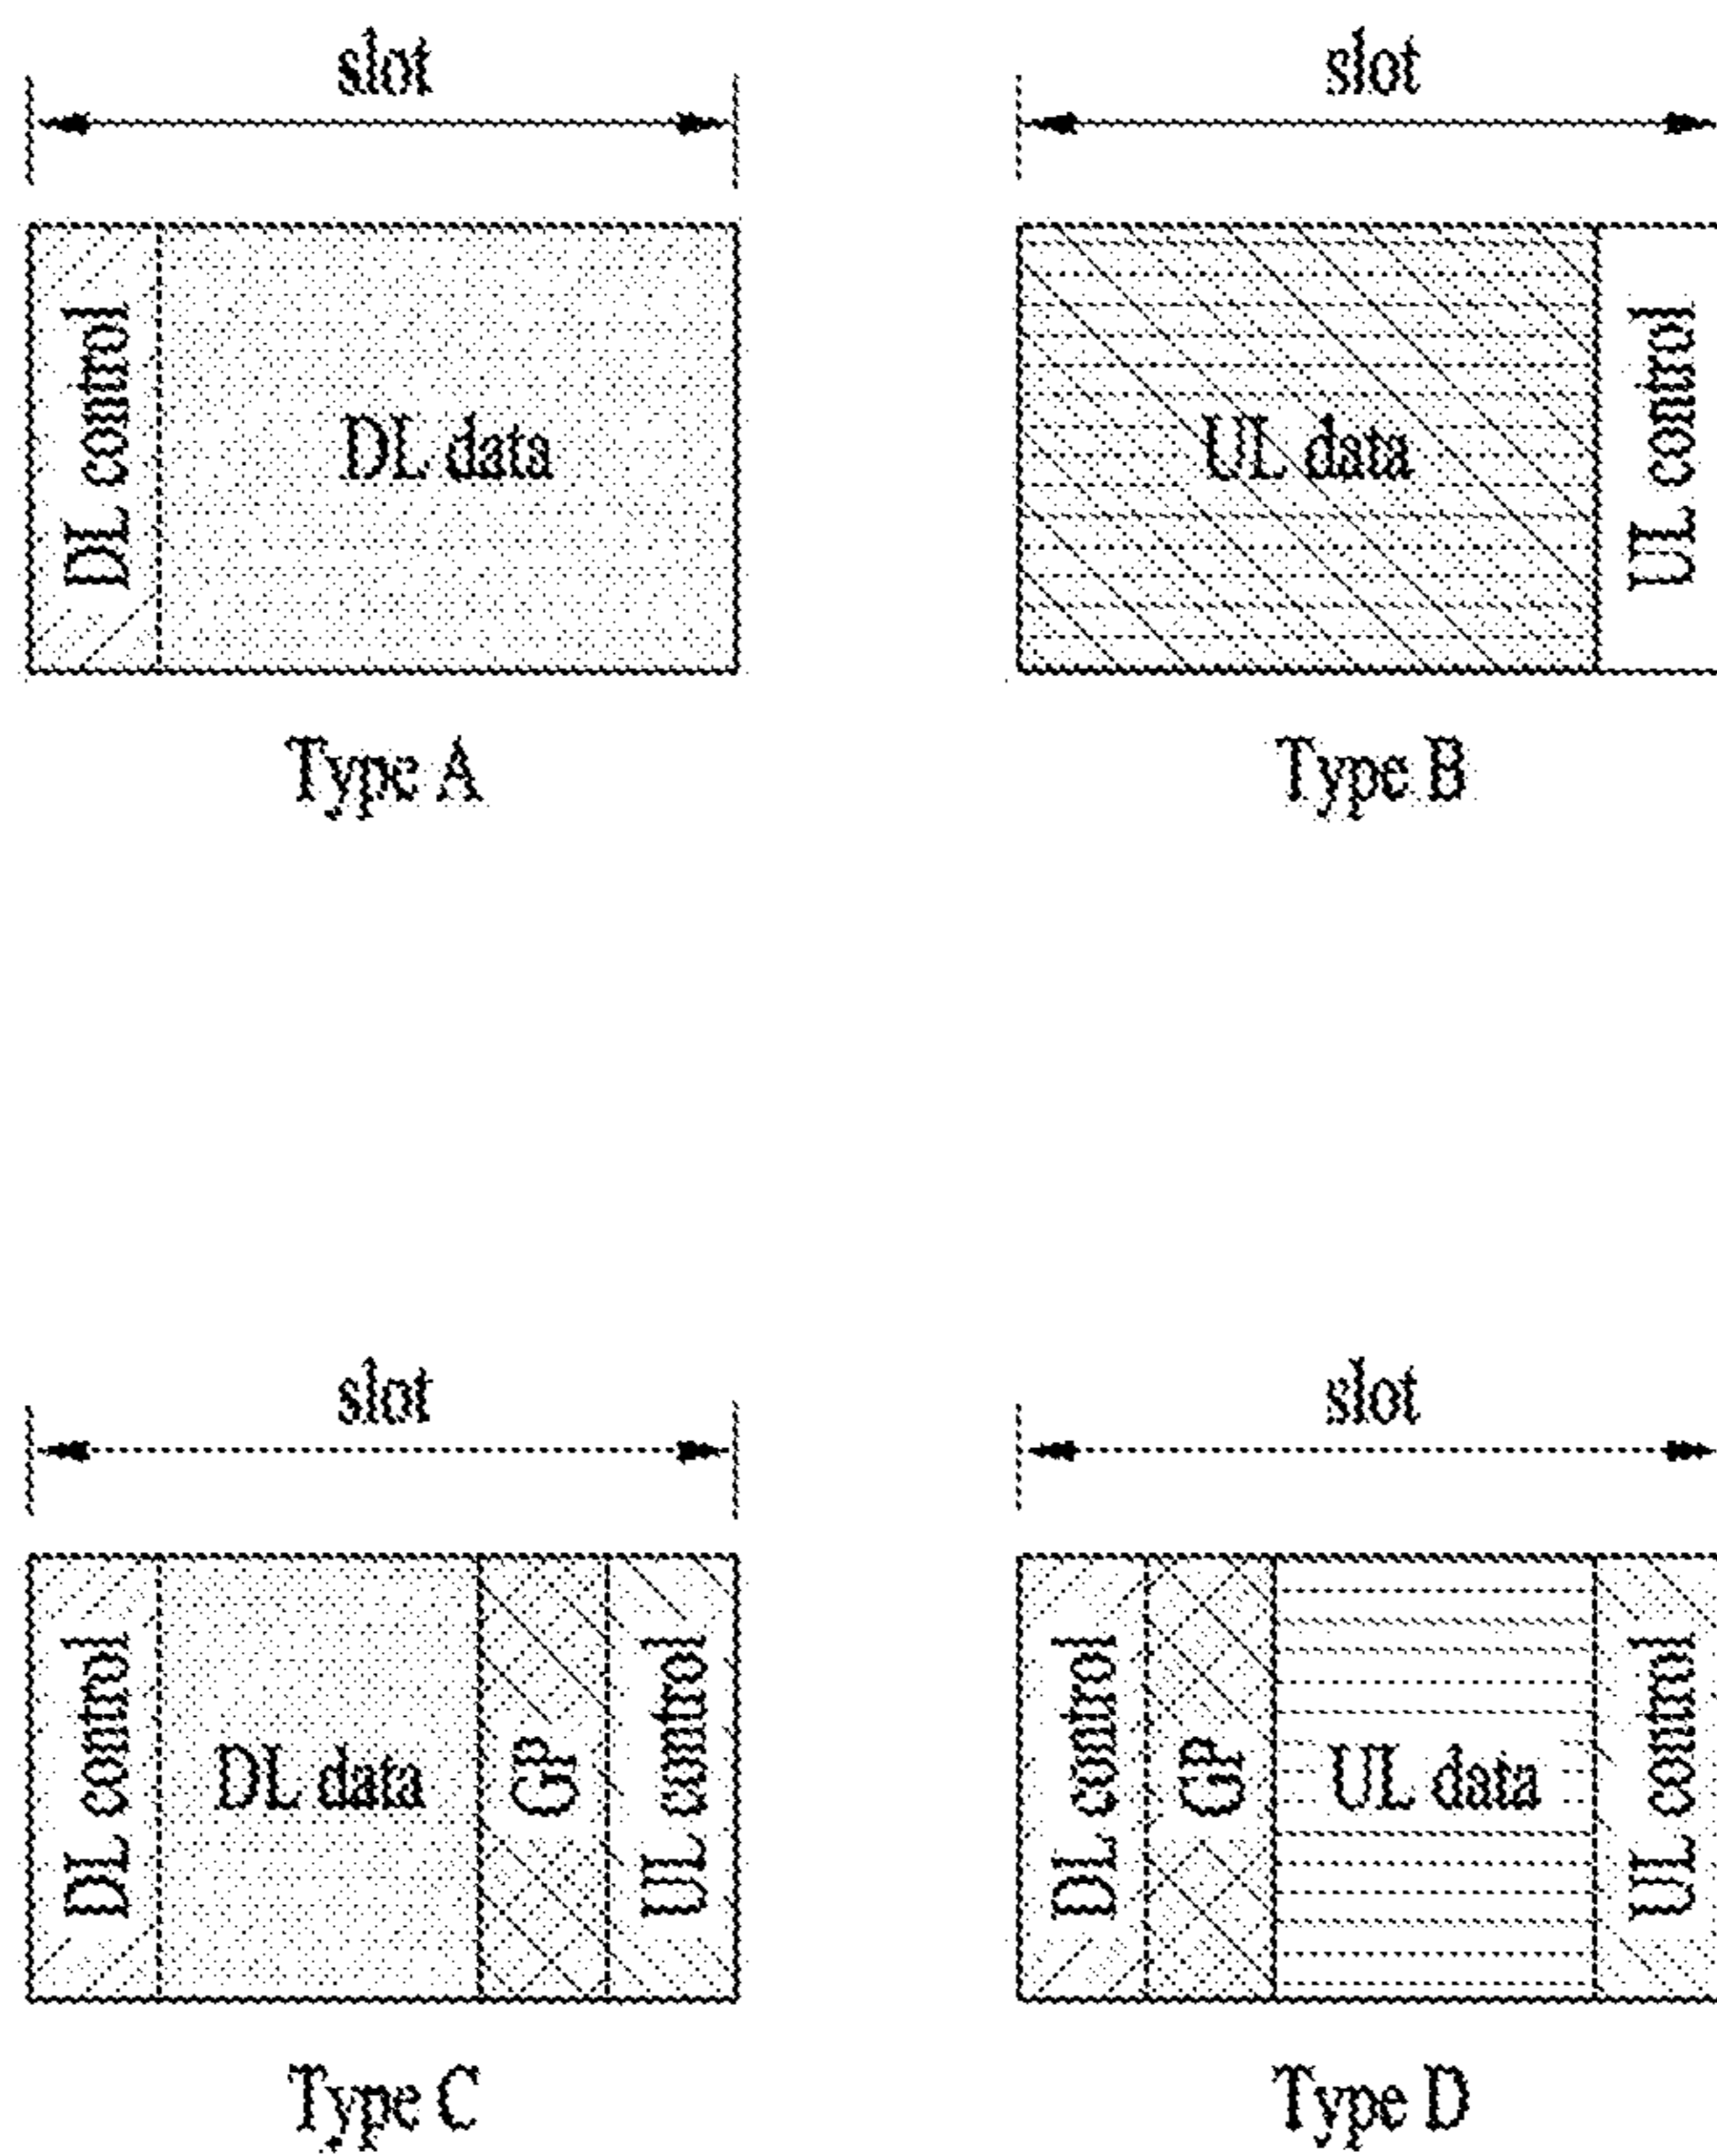 slot
DL control
DL data
Type A
slot
UL data
UL control
Type B
slot
DL control
DL data
GP
UL control
Type C
slot
DL control
GP
UL data
UL control
Type D